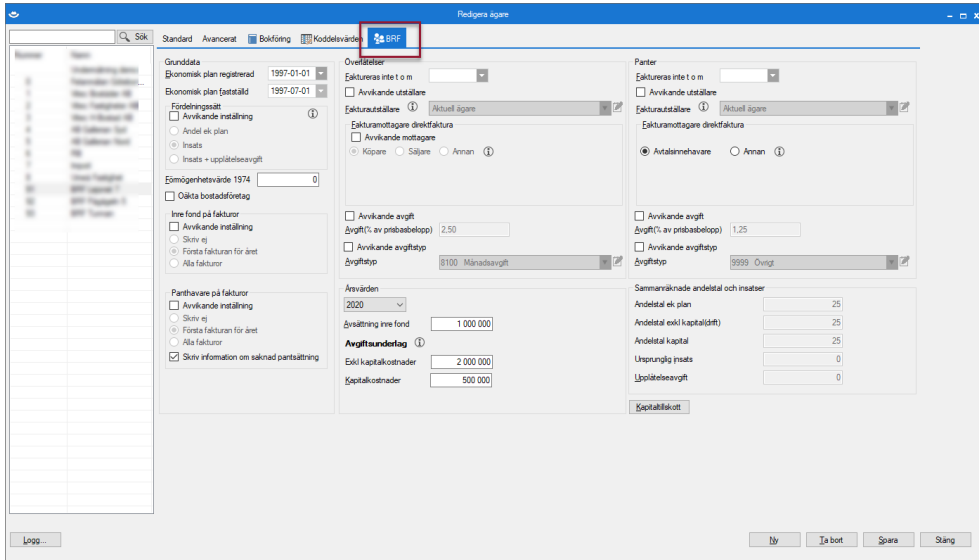 Redigera ägare
Sök
Standard Avancerat Bokföring Koddelsvärden BRF
Grunddata
Ekonomisk plan registrerad 1997-01-01
Ekonomisk plan fastställd 1997-07-01
Fördelningssätt
Avvikande inställning
Andel ek plan
Insats
Insats + upplåtelseavgift
Förmögenhetsvärde 1974 0
Oäkta bostadsföretag
Inre fond på fakturor
Avvikande inställning
Skriv ej
Första fakturan för året
Alla fakturor
Panthavare på fakturor
Avvikande inställning
Skriv ej
Första fakturan för året
Alla fakturor
Skriv information om saknad pantsättning
Överlåtelser
Faktureras inte t o m
Avvikande utställare
Fakturautställare Aktuell ägare
Fakturamottagare direktfaktura
Avvikande mottagare
Köpare Säljare Annan
Avvikande avgift
Avgift(% av prisbasbelopp) 2,50
Avvikande avgiftstyp
Avgiftstyp 8100 Månadsavgift
Årsvärden
2020
Avsättning inre fond 1 000 000
Avgiftsunderlag
Exkl kapitalkostnader 2 000 000
Kapitalkostnader 500 000
Panter
Faktureras inte t o m
Avvikande utställare
Fakturautställare Aktuell ägare
Fakturamottagare direktfaktura
Avtalsinnehavare Annan
Avvikande avgift
Avgift(% av prisbasbelopp) 1,25
Avvikande avgiftstyp
Avgiftstyp 9999 Övrigt
Sammanräknade andelstal och insatser
Andelstal ek plan 25
Andelstal exkl kapital(drift) 25
Andelstal kapital 25
Ursprunglig insats 0
Upplåtelseavgift 0
Kapitaltillskott
Logg... Ny Ta bort Spara Stäng